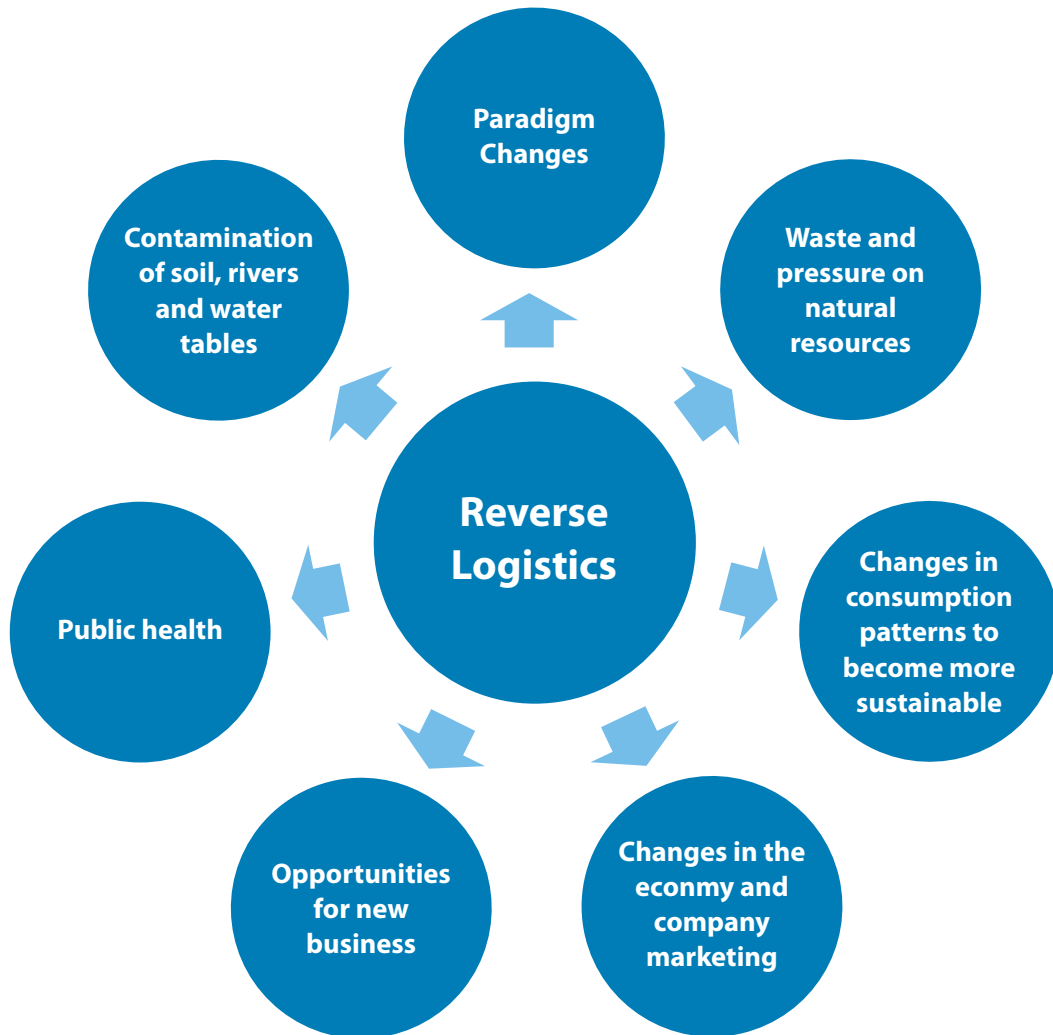 Paradigm
Changes
Contamination
of soil, rivers
and water
tables
Waste and
pressure on
natural
resources
Reverse
Logistics
Public health
Changes in
consumption
patterns to
become more
sustainable
Opportunities
for new
business
Changes in the
econmy and
company
marketing